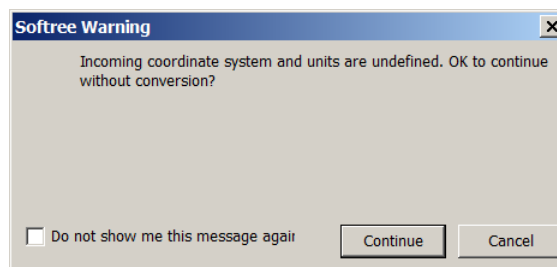 Softree Warning
Incoming coordinate system and units are undefined. OK to continue
without conversion?
Do not show me this message agair
Continue
Cancel